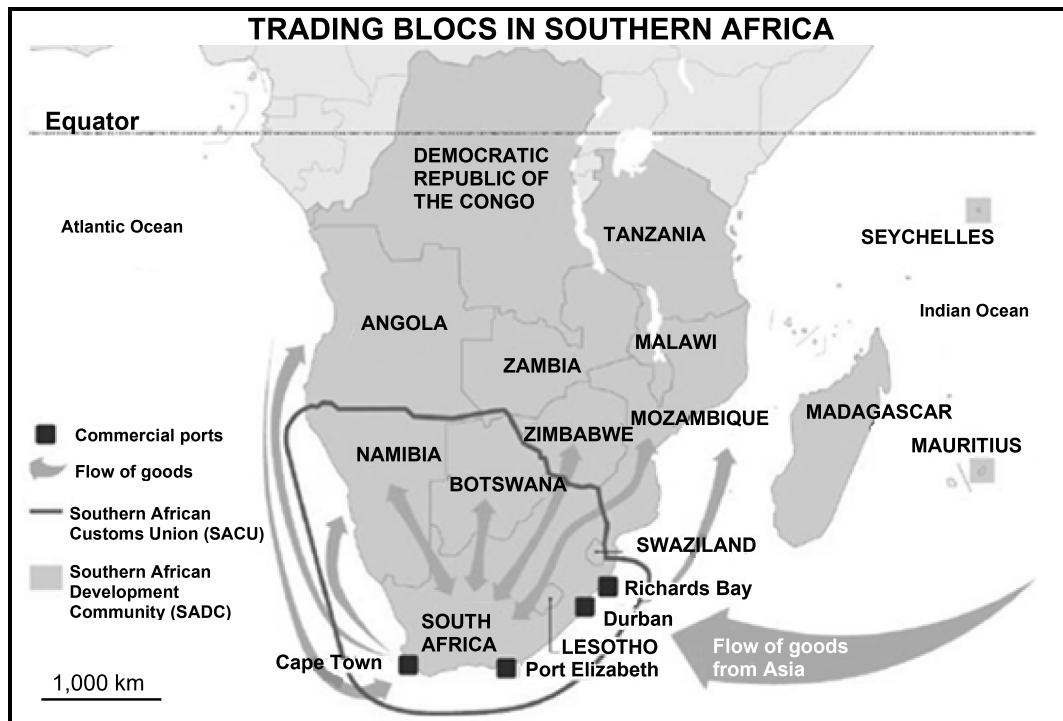 TRADING BLOCS IN SOUTHERN AFRICA
Equator
DEMOCRATIC
REPUBLIC OF
THE CONGO
Atlantic Ocean
TANZANIA
SEYCHELLES
Indian Ocean
ANGOLA
MALAWI
ZAMBIA
MADAGASCAR
MOZAMBIQUE
ZIMBABWE
MAURITIUS
NAMIBIA
BOTSWANA
Commercial ports
Flow of goods
Southern African
Customs Union (SACU)
Southern African
Development
Community (SADC)
SWAZILAND
Richards Bay
Durban
SOUTH
AFRICA
LESOTHO
Cape Town
Port Elizabeth
Flow of goods
from Asia
1,000 km